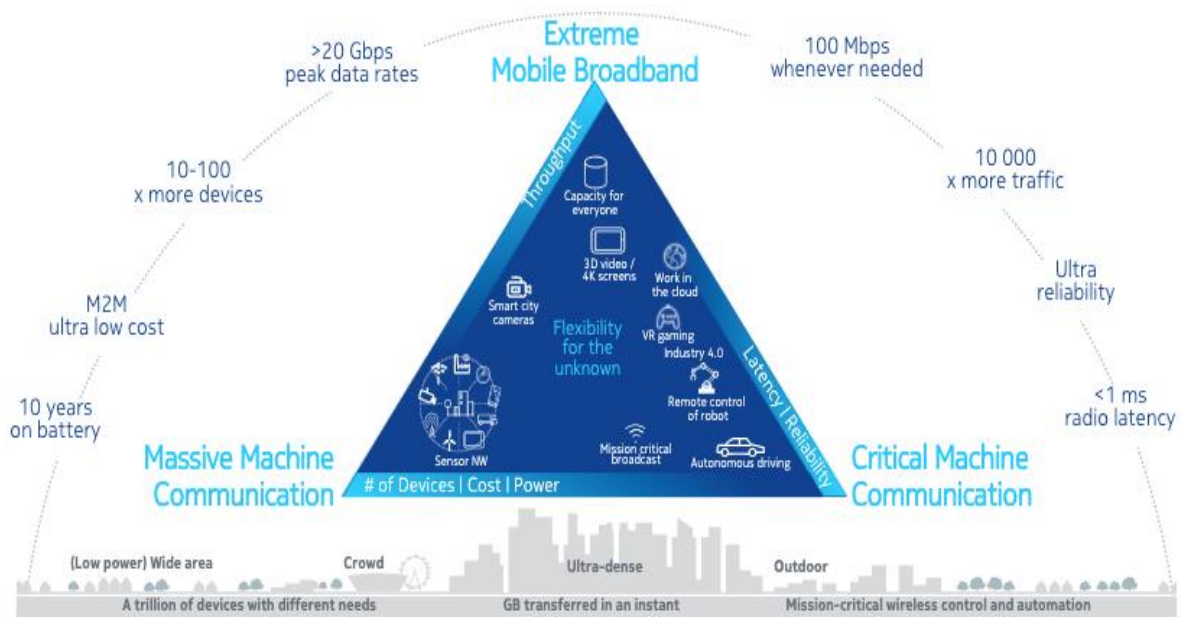 Extreme
Mobile Broadband
>20 Gbps
peak data rates
100 Mbps
whenever needed
10-100
x more devices
10 000
x more traffic
M2M
ultra low cost
Ultra
reliability
10 years
on battery
<1 ms
radio latency
Throughput
Capacity for
everyone
3D video /
4K screens
Work in
the cloud
Smart city
cameras
VR gaming
Flexibility
for the
unknown
Industry 4.0
Remote control
of robot
Latency | Reliability
Sensor NW
Mission critical
broadcast
Autonomous driving
Massive Machine
Communication
# of Devices | Cost | Power
Critical Machine
Communication
(Low power) Wide area
Crowd
Ultra-dense
Outdoor
A trillion of devices with different needs
GB transferred in an instant
Mission-critical wireless control and automation